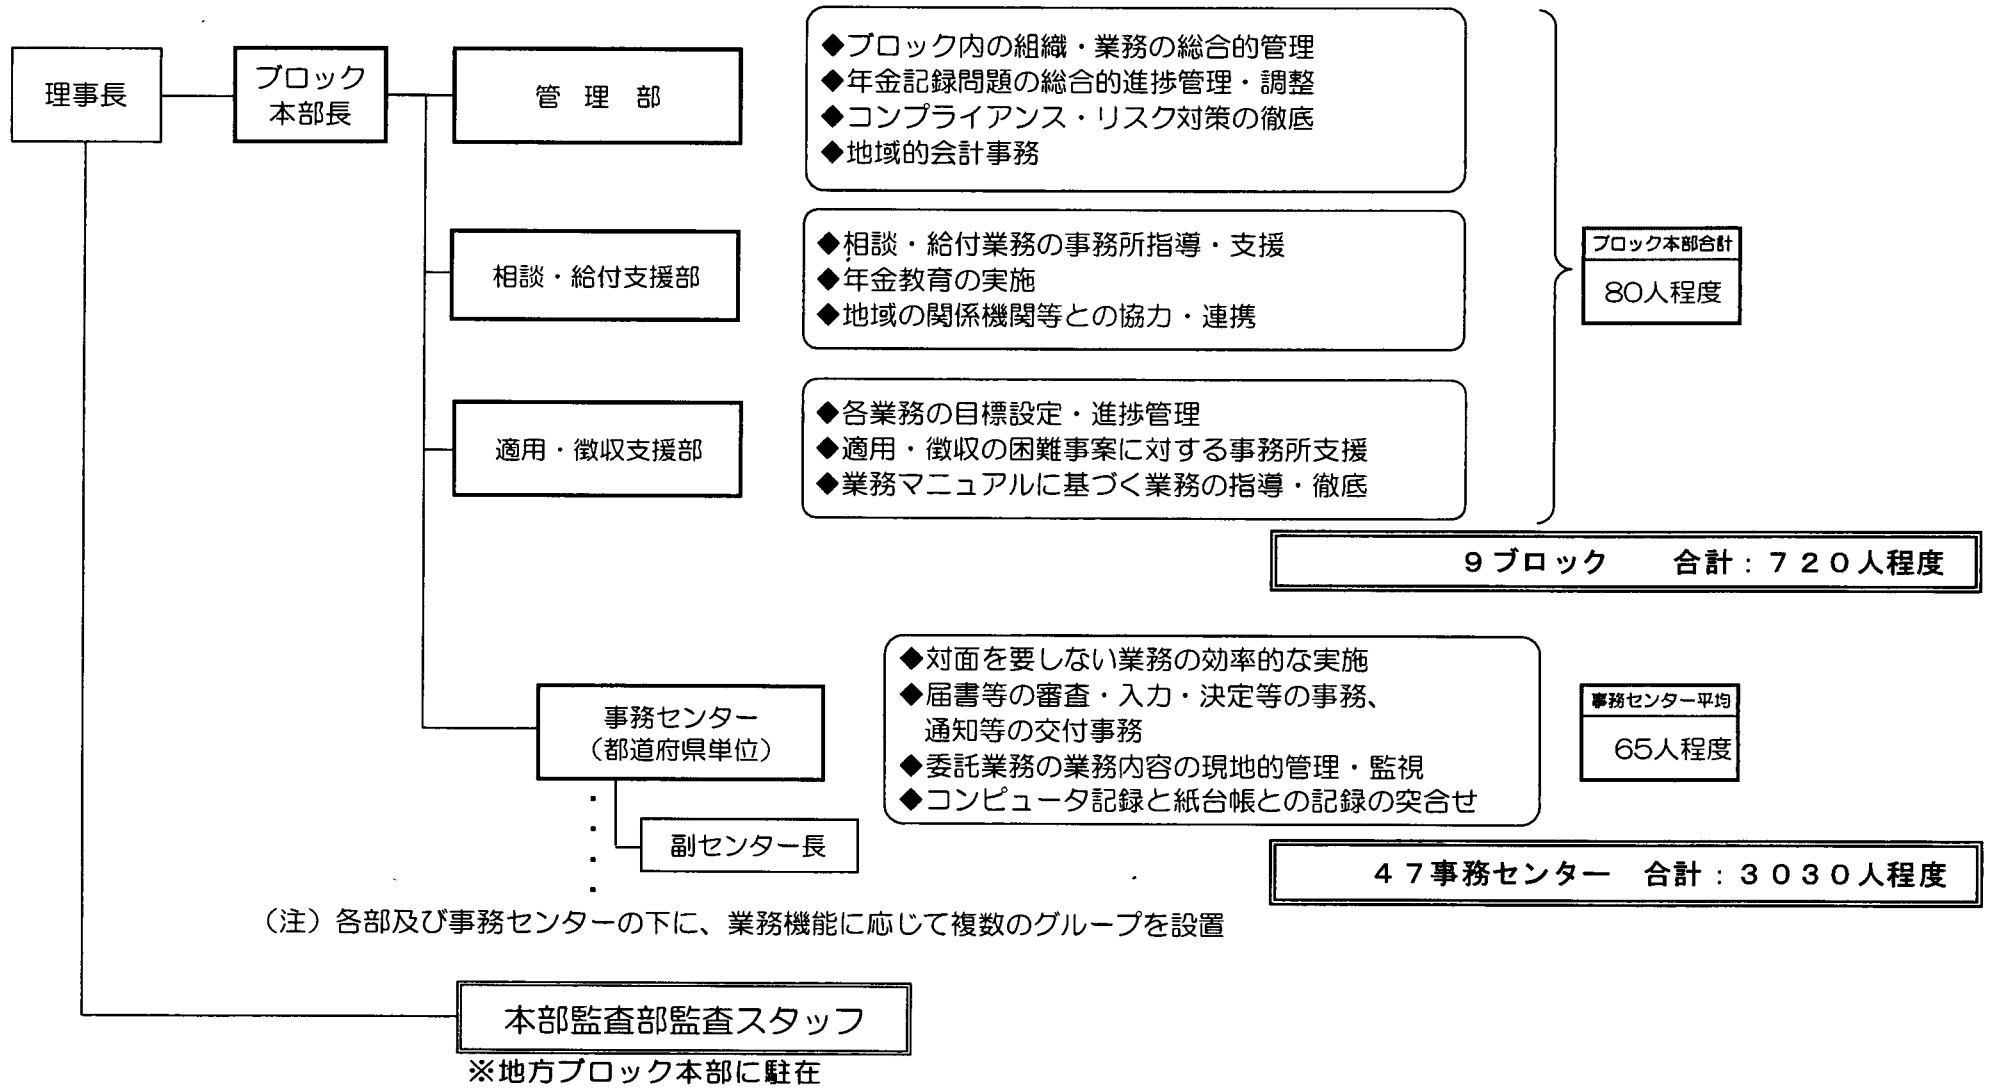 理事長
ブロック
本部長
管 理 部
◆ブロック内の組織・業務の総合的管理
◆年金記録問題の総合的進捗管理・調整
◆コンプライアンス・リスク対策の徹底
◆地域的会計事務
相談・給付支援部
◆相談・給付業務の事務所指導・支援
◆年金教育の実施
◆地域の関係機関等との協力・連携
ブロック本部合計
80人程度
適用・徴収支援部
◆各業務の目標設定・進捗管理
◆適用・徴収の困難事案に対する事務所支援
◆業務マニュアルに基づく業務の指導・徹底
９ブロック　　合計：７２０人程度
事務センター
（都道府県単位）
◆対面を要しない業務の効率的な実施
◆届書等の審査・入力・決定等の事務、
通知等の交付事務
◆委託業務の業務内容の現地的管理・監視
◆コンピュータ記録と紙台帳との記録の突合せ
事務センター平均
65人程度
副センター長
４７事務センター　合計：３０３０人程度
（注）各部及び事務センターの下に、業務機能に応じて複数のグループを設置
本部監査部監査スタッフ
※地方ブロック本部に駐在